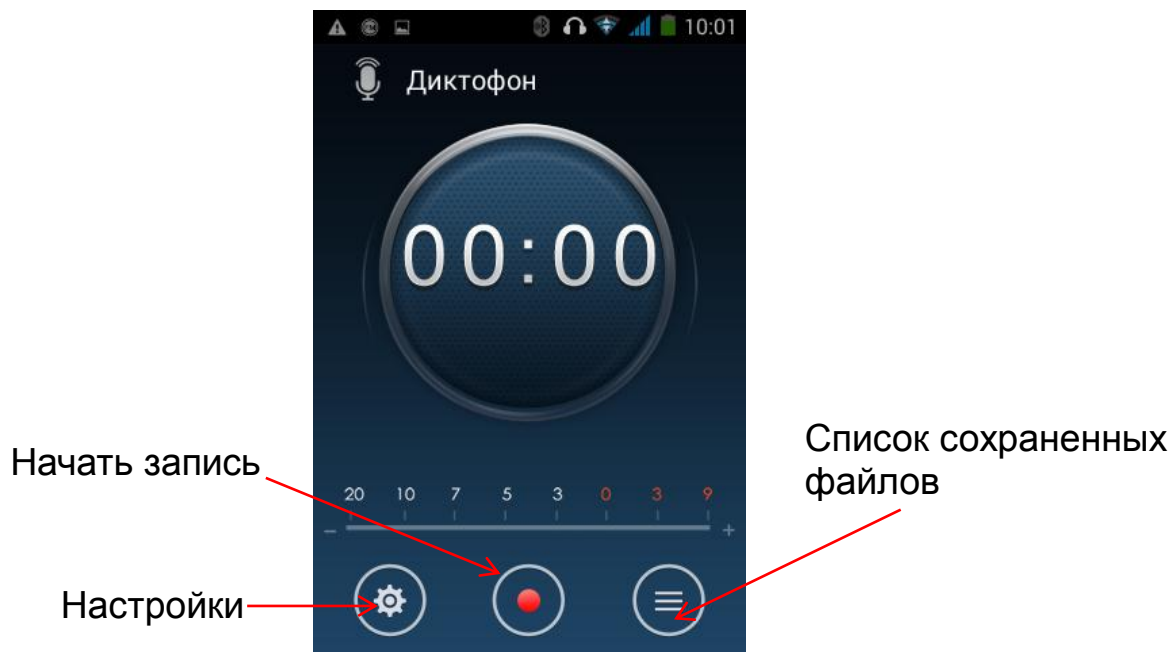 10:01
Диктофон
00:00
Список сохраненных
файлов
Начать запись
20 10 7 5 3 0 3 9
− +
Настройки